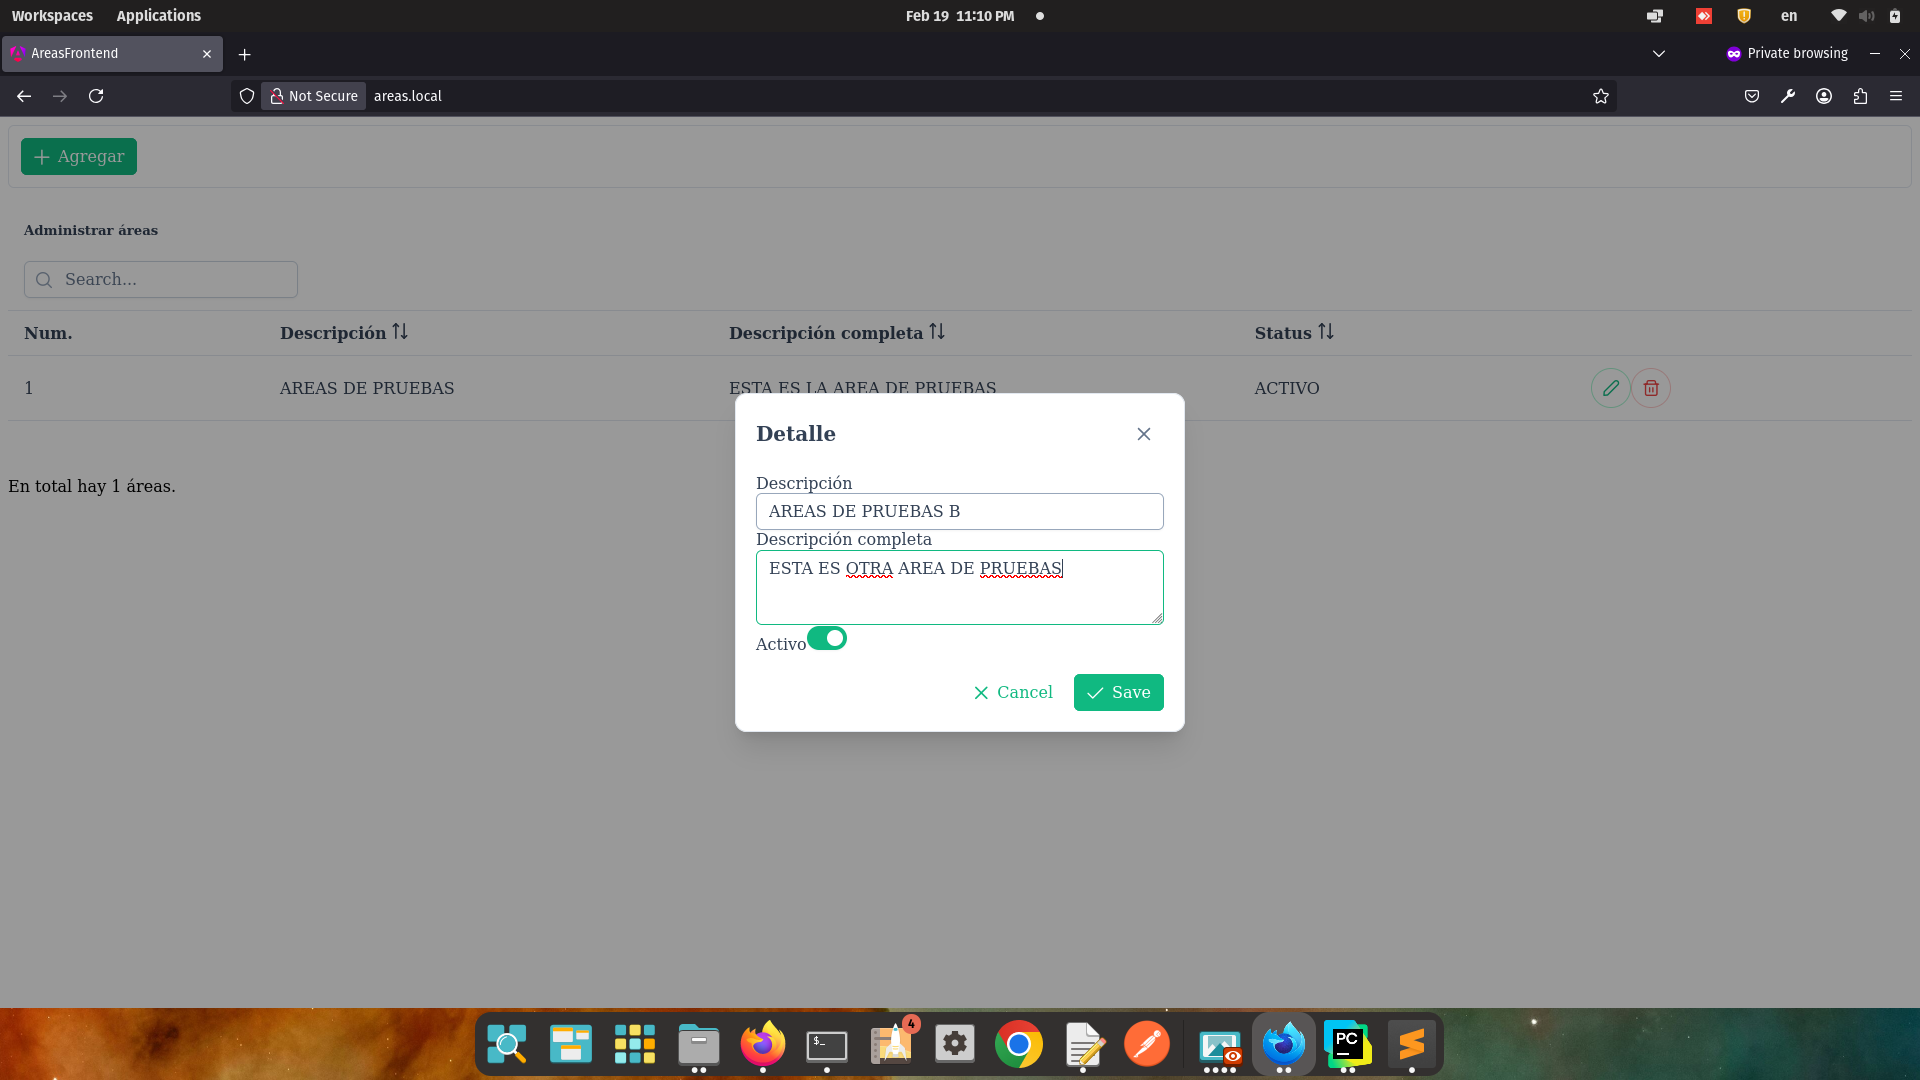 Workspaces Applications Feb 19 11:10 PM en
AreasFrontend Private browsing
Not Secure areas.local
Agregar
Administrar áreas
Search...
Num. Descripción Descripción completa Status
1 AREAS DE PRUEBAS ESTA ES LA AREA DE PRUEBAS ACTIVO
En total hay 1 áreas.
Detalle
Descripción
AREAS DE PRUEBAS B
Descripción completa
ESTA ES OTRA AREA DE PRUEBAS
Activo
Cancel Save
$_ 4 PC